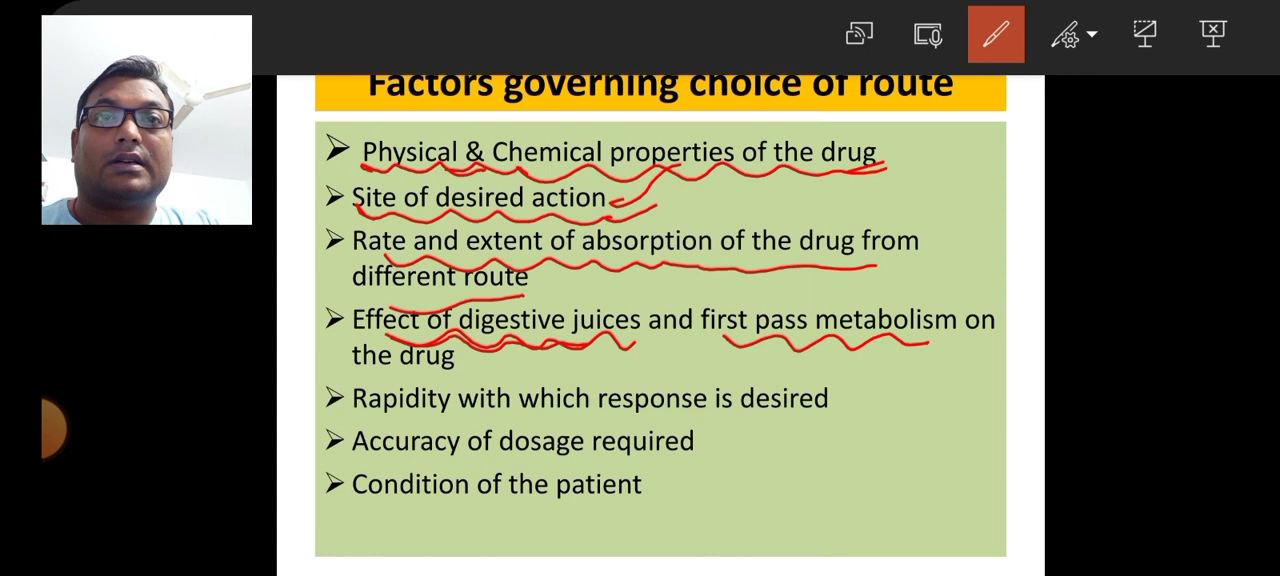 Factors governing choice of route
➢ Physical & Chemical properties of the drug
➢ Site of desired action
➢ Rate and extent of absorption of the drug from
different route
➢ Effect of digestive juices and first pass metabolism on
the drug
➢ Rapidity with which response is desired
➢ Accuracy of dosage required
➢ Condition of the patient